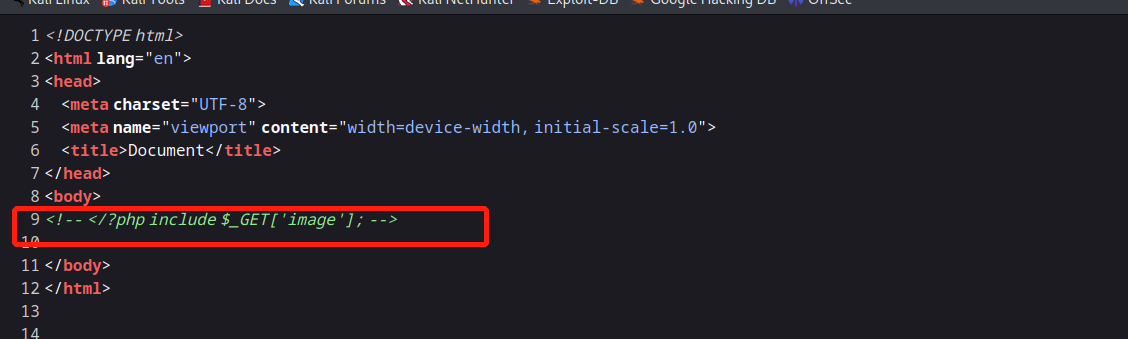 Kali Linux Kali Tools Kali Docs Kali Forums Kali NetHunter Exploit-DB Google Hacking DB OffSec
1 <!DOCTYPE html>
2 <html lang="en">
3 <head>
4 <meta charset="UTF-8">
5 <meta name="viewport" content="width=device-width, initial-scale=1.0">
6 <title>Document</title>
7 </head>
8 <body>
9 <!-- </?php include $_GET['image']; -->
10
11 </body>
12 </html>
13
14